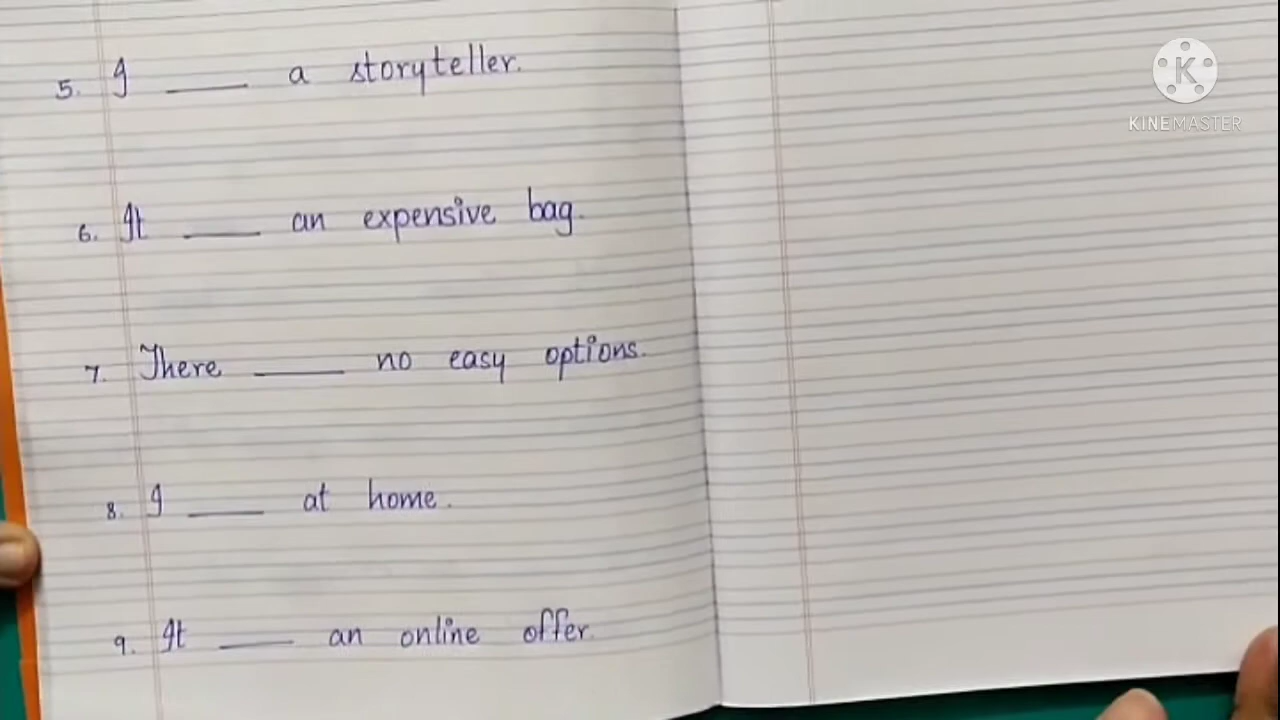 5. I ____ a storyteller.
6. It ____ an expensive bag.
7. There ____ no easy options.
8. I ____ at home.
9. It ____ an online offer.
K
KINEMASTER